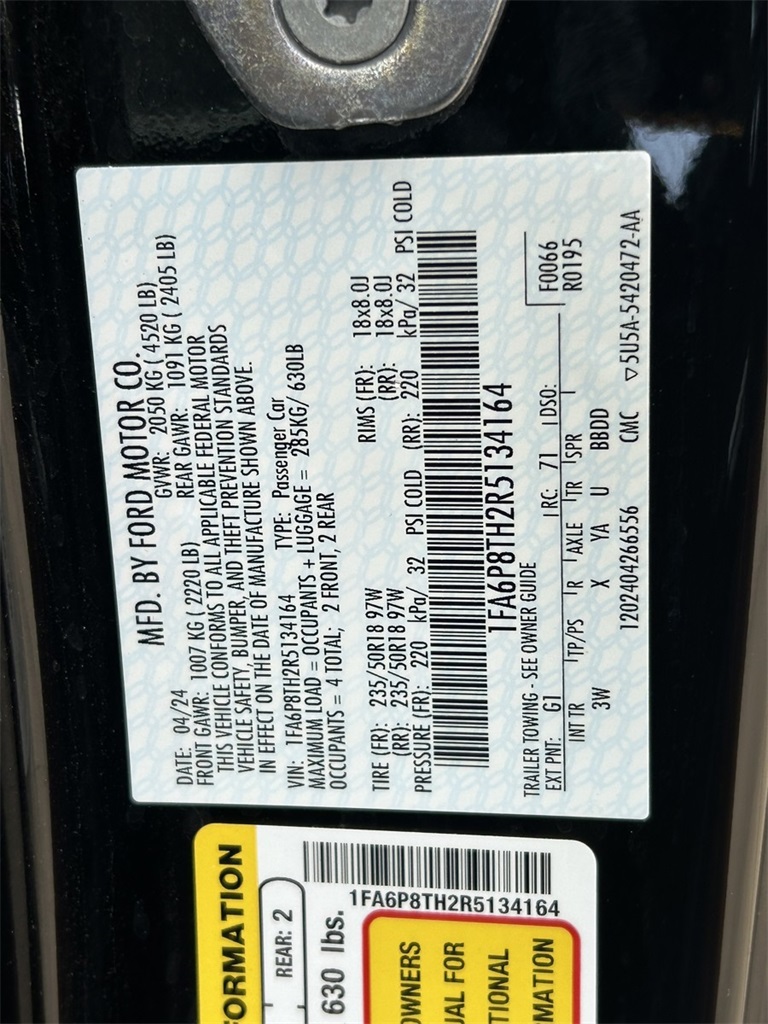 MFD. BY FORD MOTOR CO.
DATE: 04/24 GVWR: 2050 KG ( 4520 LB)
FRONT GAWR: 1007 KG ( 2220 LB) REAR GAWR: 1091 KG ( 2405 LB)
THIS VEHICLE CONFORMS TO ALL APPLICABLE FEDERAL MOTOR
VEHICLE SAFETY, BUMPER, AND THEFT PREVENTION STANDARDS
IN EFFECT ON THE DATE OF MANUFACTURE SHOWN ABOVE.
VIN: 1FA6P8TH2R5134164 TYPE: Passenger Car
MAXIMUM LOAD = OCCUPANTS + LUGGAGE = 285KG/ 630LB
OCCUPANTS = 4 TOTAL; 2 FRONT, 2 REAR
TIRE (FR): 235/50R18 97W RIMS (FR): 18x8.0J
(RR): 235/50R18 97W (RR): 18x8.0J
PRESSURE (FR): 220 kPa/ 32 PSI COLD (RR): 220 kPa/ 32 PSI COLD
1FA6P8TH2R5134164
TRAILER TOWING - SEE OWNER GUIDE
EXT PNT: G1 RC: 71 DSO: F0066
R0195
INT TR TP/PS R AXLE TR SPR
3W X YA U BBDD
1202404266556 CMC ▽5U5A-5420472-AA
FORMATION
REAR: 2
630 lbs.
1FA6P8TH2R5134164
OWNERS
UAL FOR
TIONAL
MATION